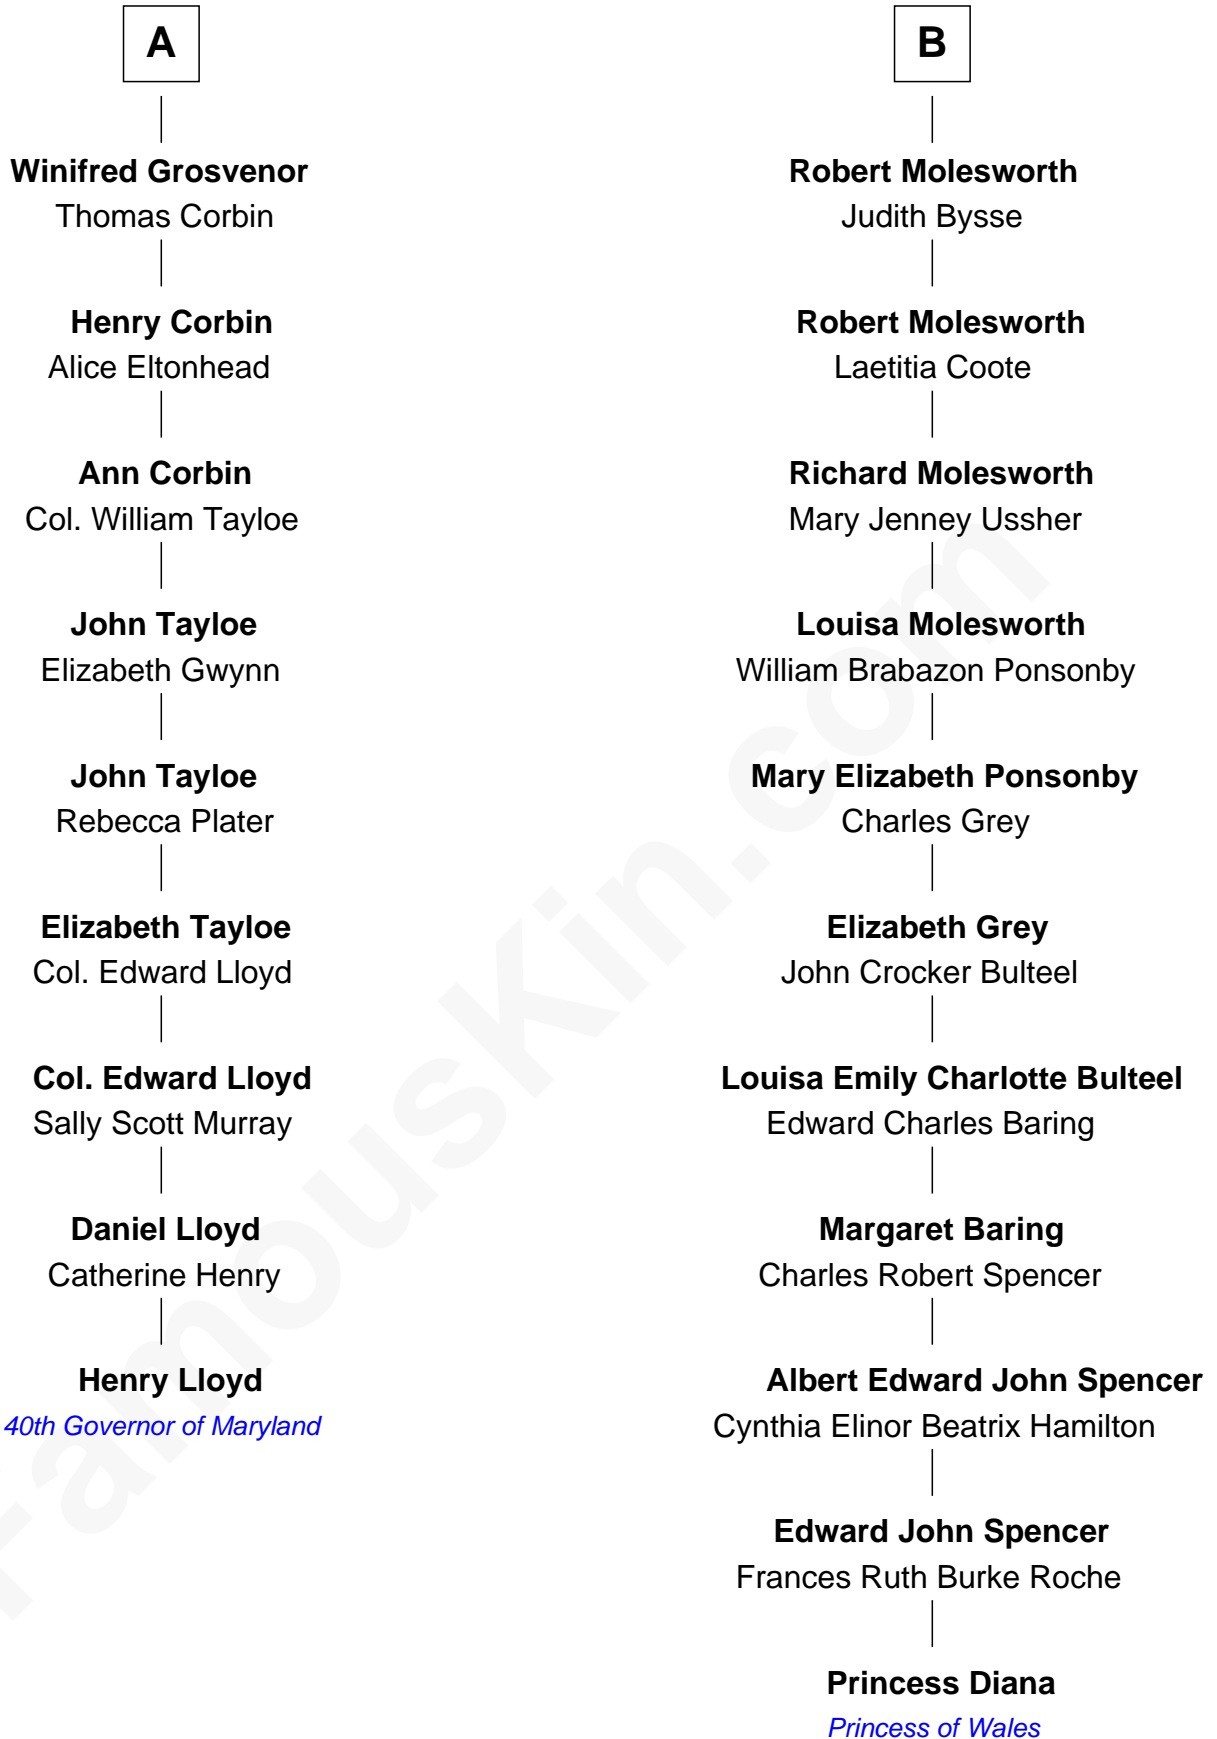 A
Winifred Grosvenor
Thomas Corbin
Henry Corbin
Alice Eltonhead
Ann Corbin
Col. William Tayloe
John Tayloe
Elizabeth Gwynn
John Tayloe
Rebecca Plater
Elizabeth Tayloe
Col. Edward Lloyd
Col. Edward Lloyd
Sally Scott Murray
Daniel Lloyd
Catherine Henry
Henry Lloyd
40th Governor of Maryland
B
Robert Molesworth
Judith Bysse
Robert Molesworth
Laetitia Coote
Richard Molesworth
Mary Jenney Ussher
Louisa Molesworth
William Brabazon Ponsonby
Mary Elizabeth Ponsonby
Charles Grey
Elizabeth Grey
John Crocker Bulteel
Louisa Emily Charlotte Bulteel
Edward Charles Baring
Margaret Baring
Charles Robert Spencer
Albert Edward John Spencer
Cynthia Elinor Beatrix Hamilton
Edward John Spencer
Frances Ruth Burke Roche
Princess Diana
Princess of Wales
FamousKin.com